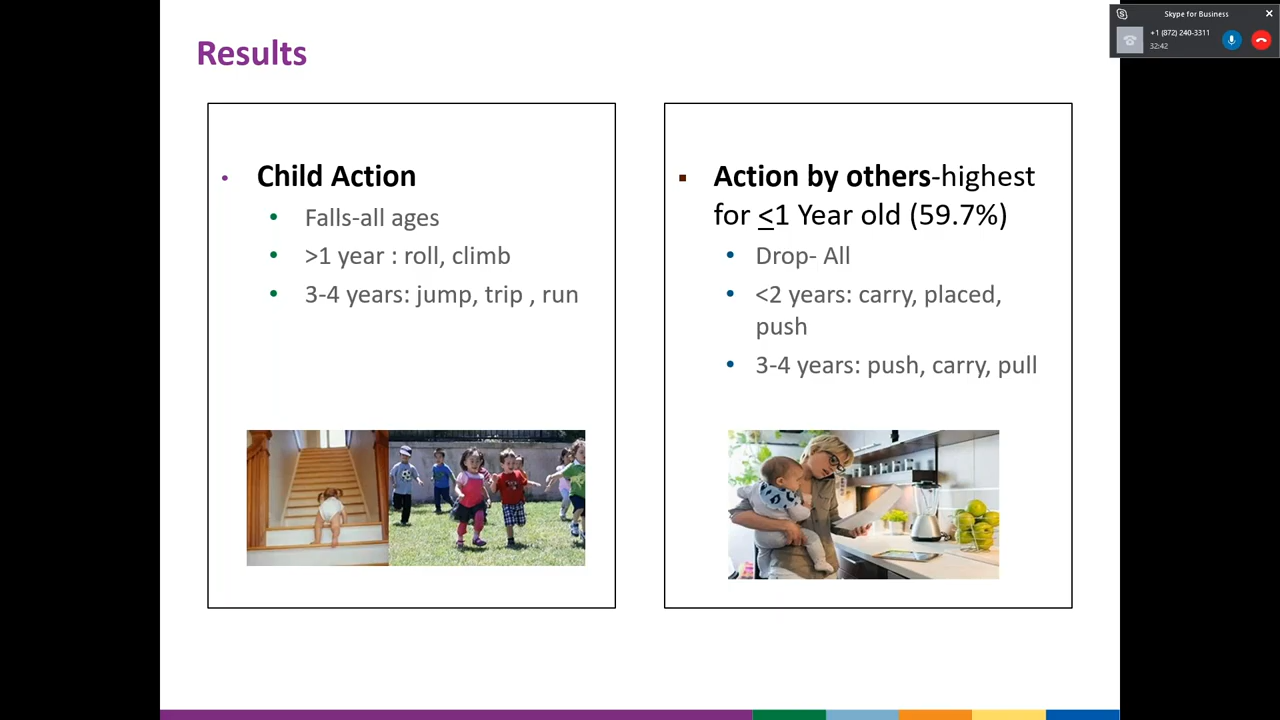 Skype for Business
+1 (872) 240-3311
32:42
Results
• Child Action
• Falls-all ages
• >1 year : roll, climb
• 3-4 years: jump, trip , run
▪ Action by others-highest
for ≤1 Year old (59.7%)
• Drop- All
• <2 years: carry, placed,
push
• 3-4 years: push, carry, pull